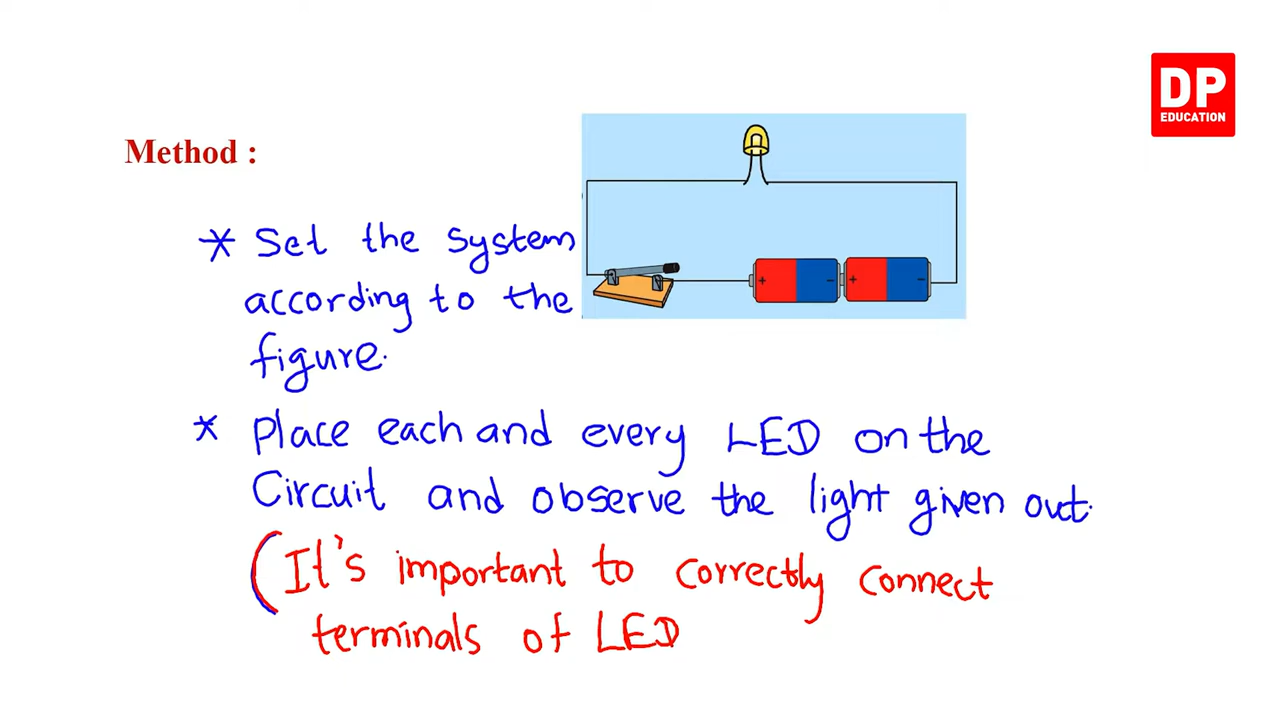 DP
EDUCATION
Method :
* Set the system
according to the
figure.
+ - + -
* Place each and every LED on the
Circuit and observe the light given out.
(It's important to correctly connect
terminals of LED